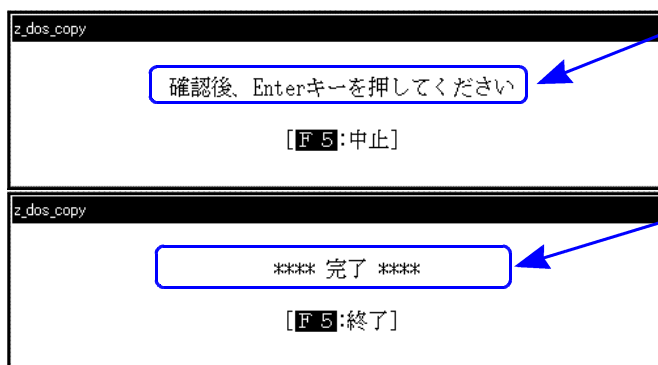 z_dos_copy
確認後、Enterキーを押してください
[F5:中止]
z_dos_copy
**** 完了 ****
[F5:終了]